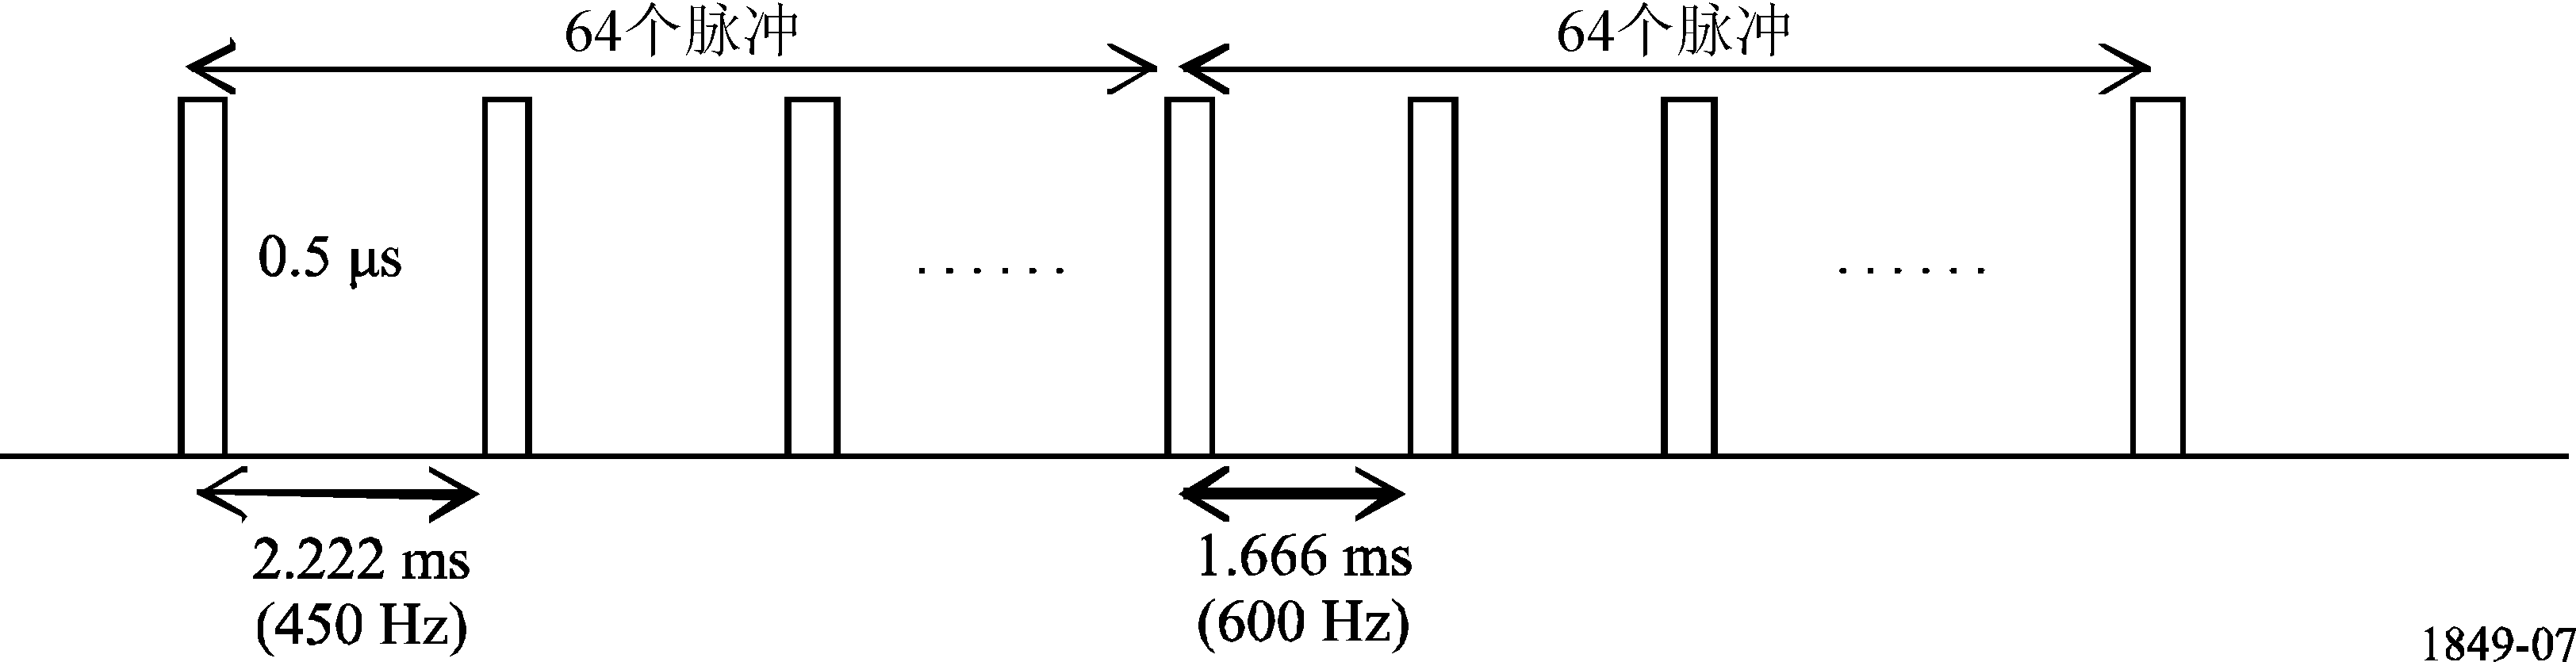 64个脉冲
64个脉冲
0.5 μs
. . . . . .
. . . . . .
2.222 ms
(450 Hz)
1.666 ms
(600 Hz)
1849-07